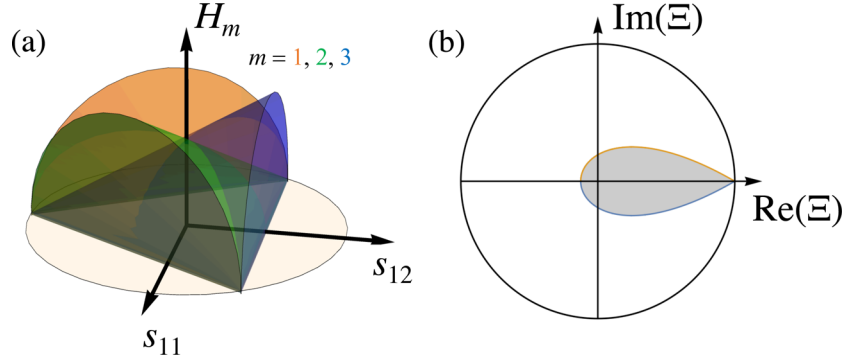 (a)
H_m
m = 1, 2, 3
s_12
s_11
(b)
Im(Ξ)
Re(Ξ)